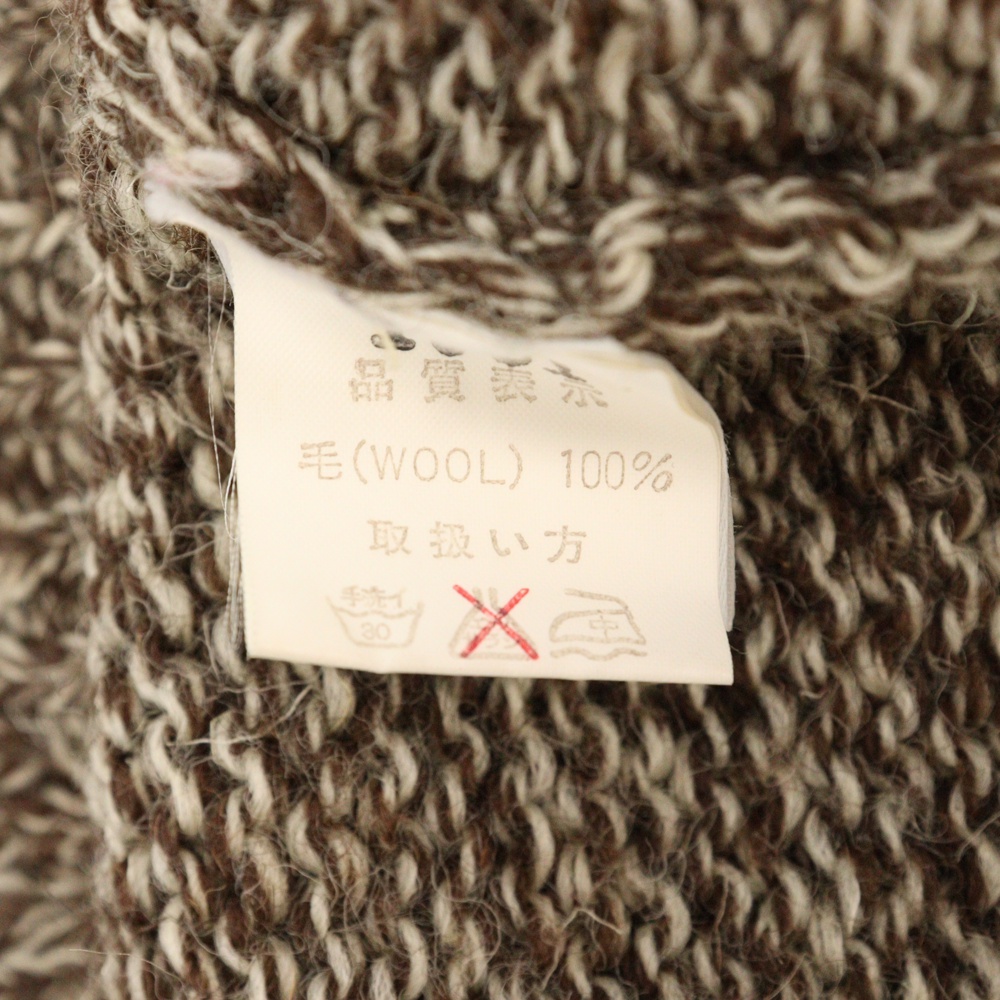 品質表示
毛(WOOL) 100%
取扱い方
手洗イ
30
中